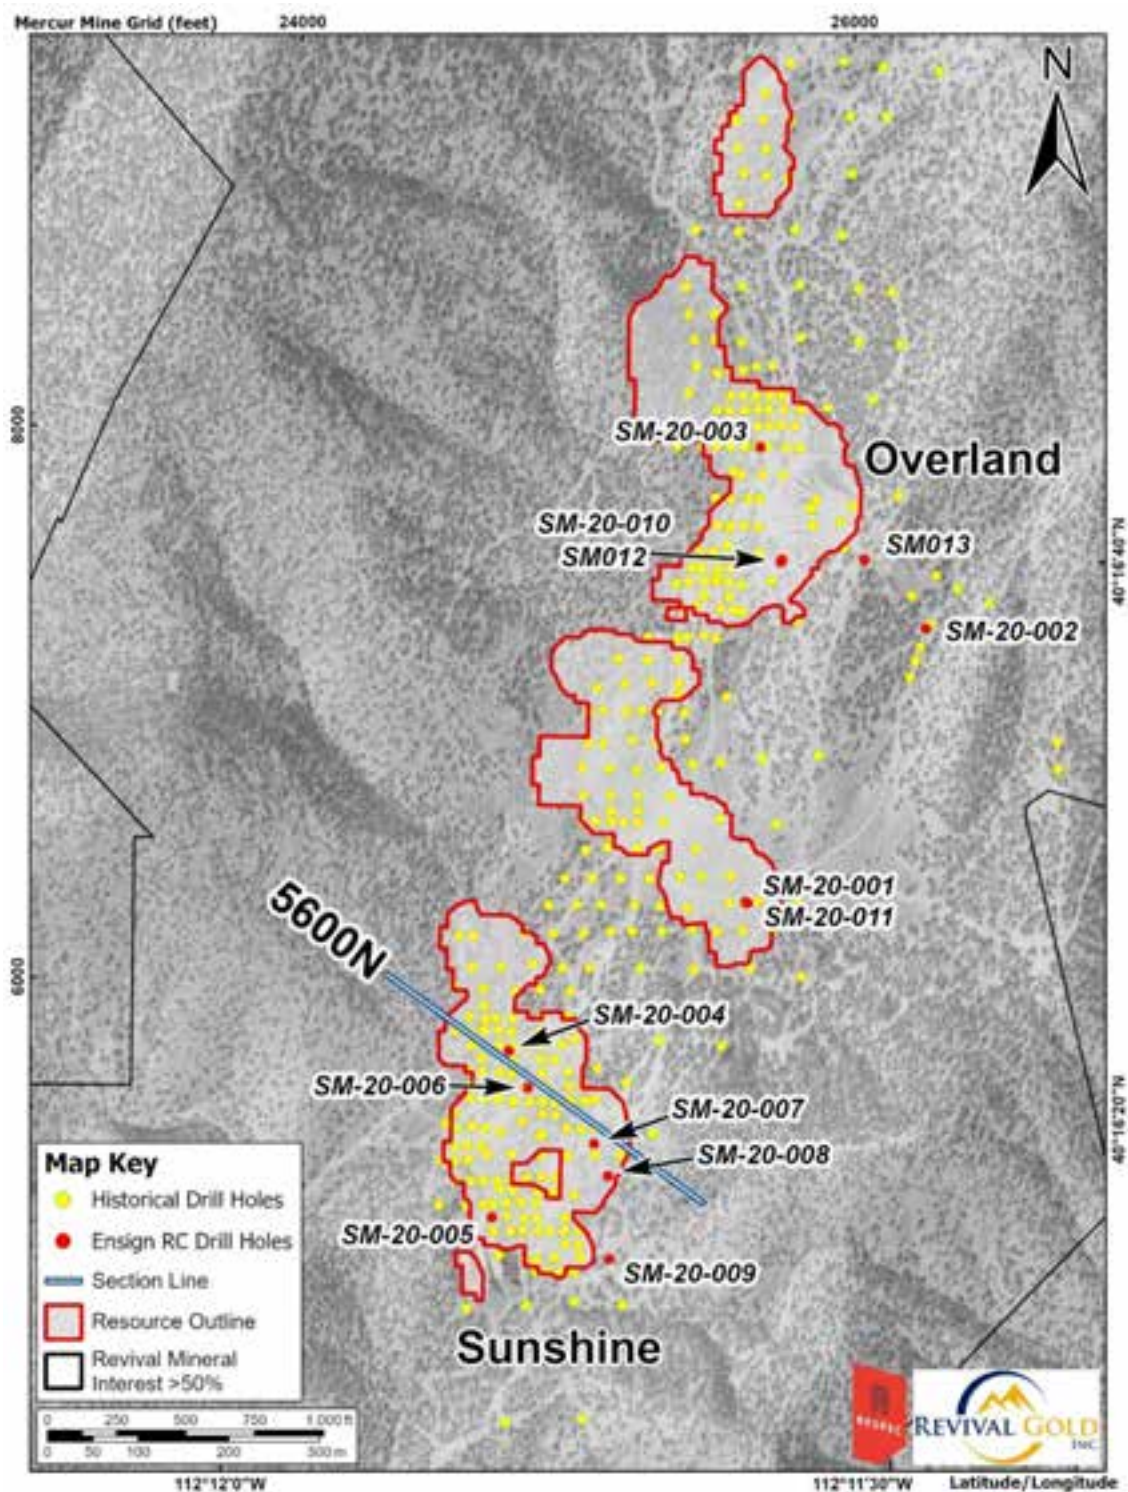 Mercur Mine Grid (feet)
24000
26000
N
8000
SM-20-003
Overland
SM-20-010
SM012
SM013
40°16'40"N
SM-20-002
SM-20-001
SM-20-011
5600N
6000
SM-20-004
SM-20-006
SM-20-007
SM-20-008
40°16'20"N
Map Key
Historical Drill Holes
Ensign RC Drill Holes
Section Line
Resource Outline
Revival Mineral
Interest >50%
SM-20-005
SM-20-009
Sunshine
0 250 500 750 1 000 ft
0 50 100 200 300 m
RESPEC
REVIVAL GOLD
INC.
112°12'0"W
112°11'30"W
Latitude/Longitude